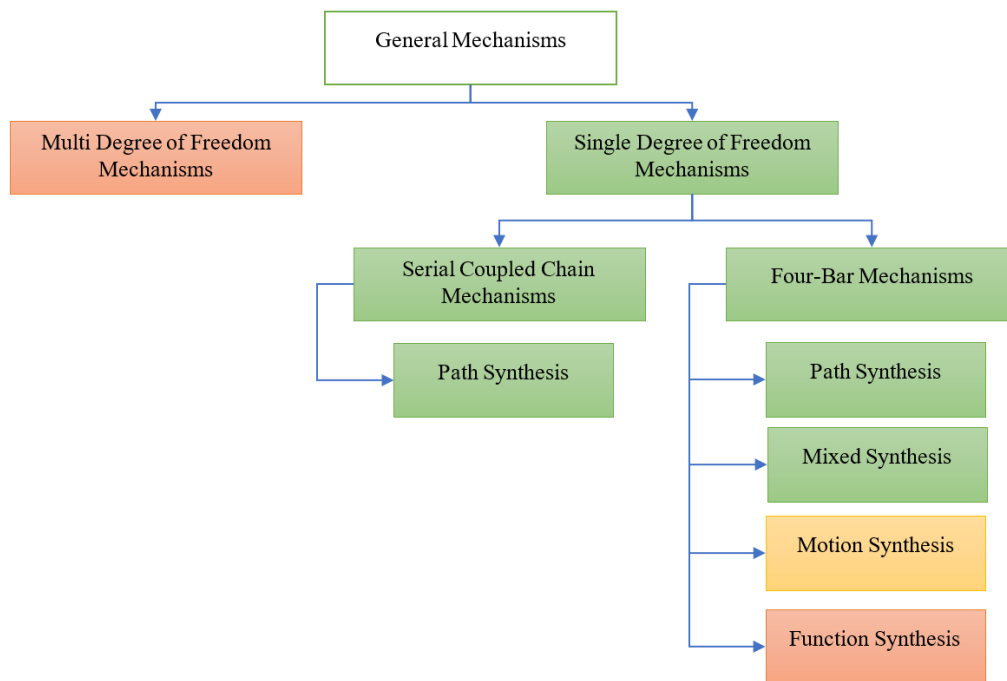 General Mechanisms
Multi Degree of Freedom
Mechanisms
Single Degree of Freedom
Mechanisms
Serial Coupled Chain
Mechanisms
Path Synthesis
Four-Bar Mechanisms
Path Synthesis
Mixed Synthesis
Motion Synthesis
Function Synthesis